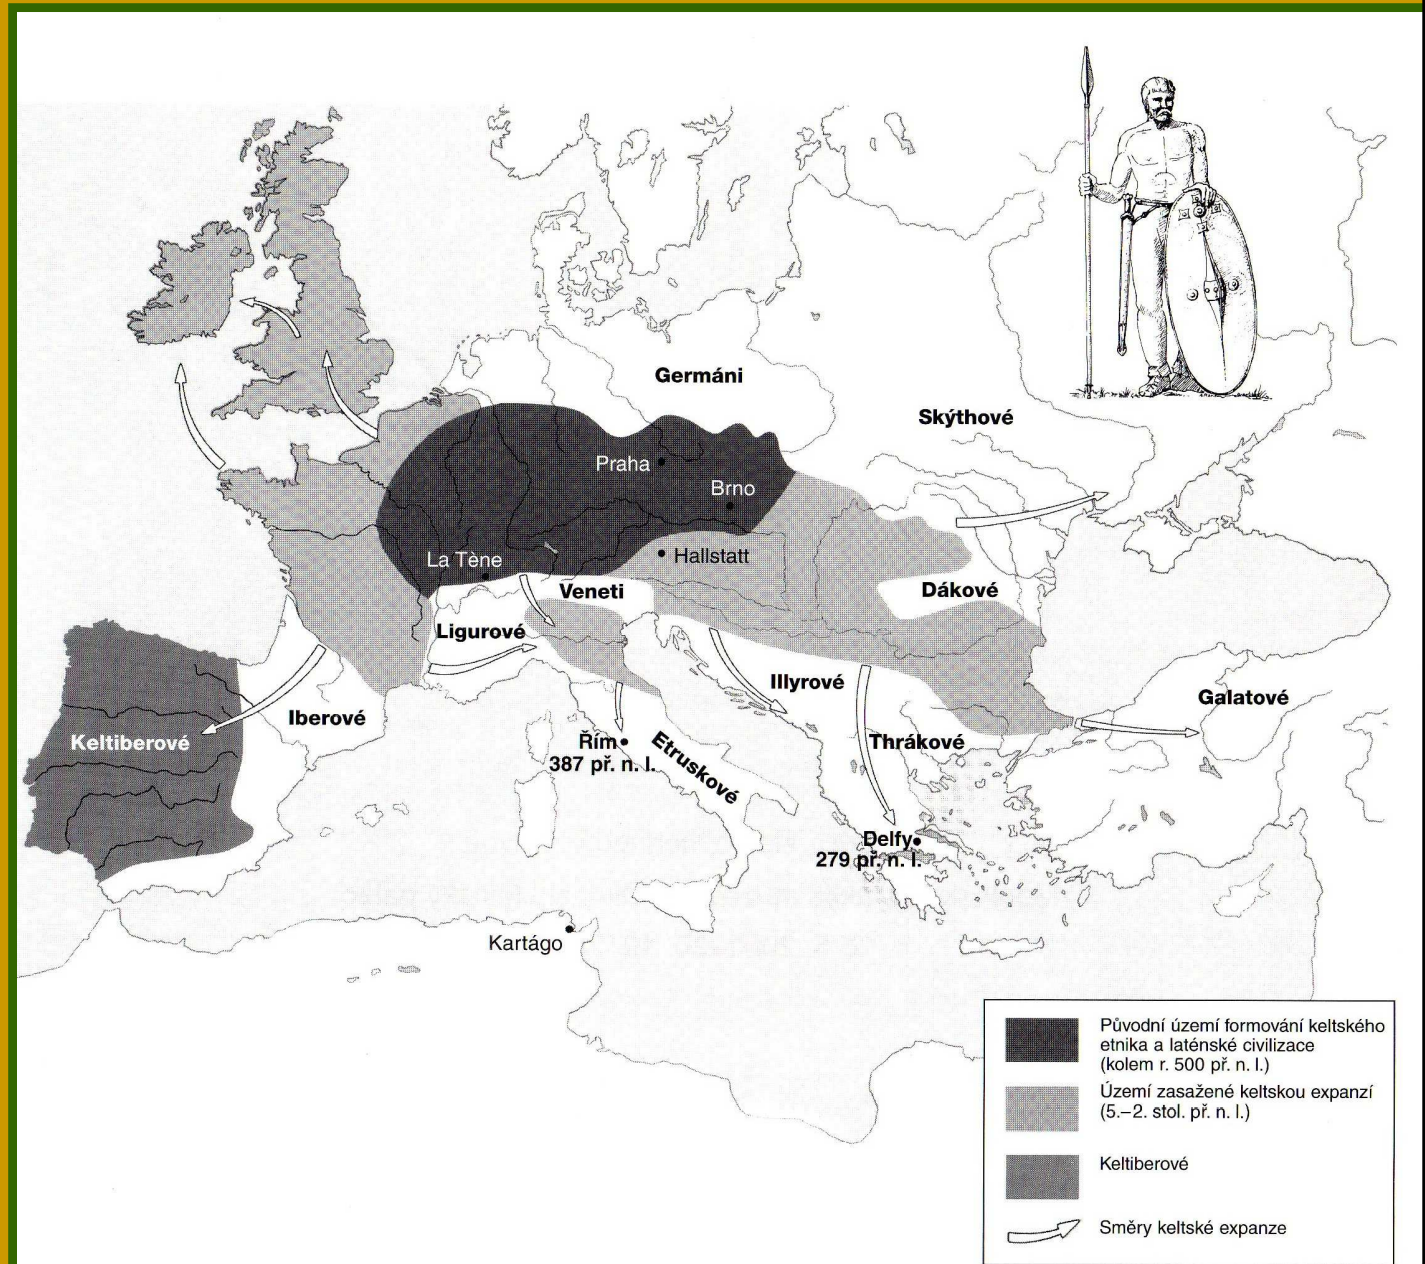 Germáni
Skýthové
Praha
Brno
La Tène
Hallstatt
Veneti
Dákové
Ligurové
Illyrové
Galatové
Iberové
Keltiberové
Řím
387 př. n. l.
Etruskové
Thrákové
Delfy
279 př. n. l.
Kartágo
Původní území formování keltského
etnika a laténské civilizace
(kolem r. 500 př. n. l.)
Území zasažené keltskou expanzí
(5.–2. stol. př. n. l.)
Keltiberové
Směry keltské expanze